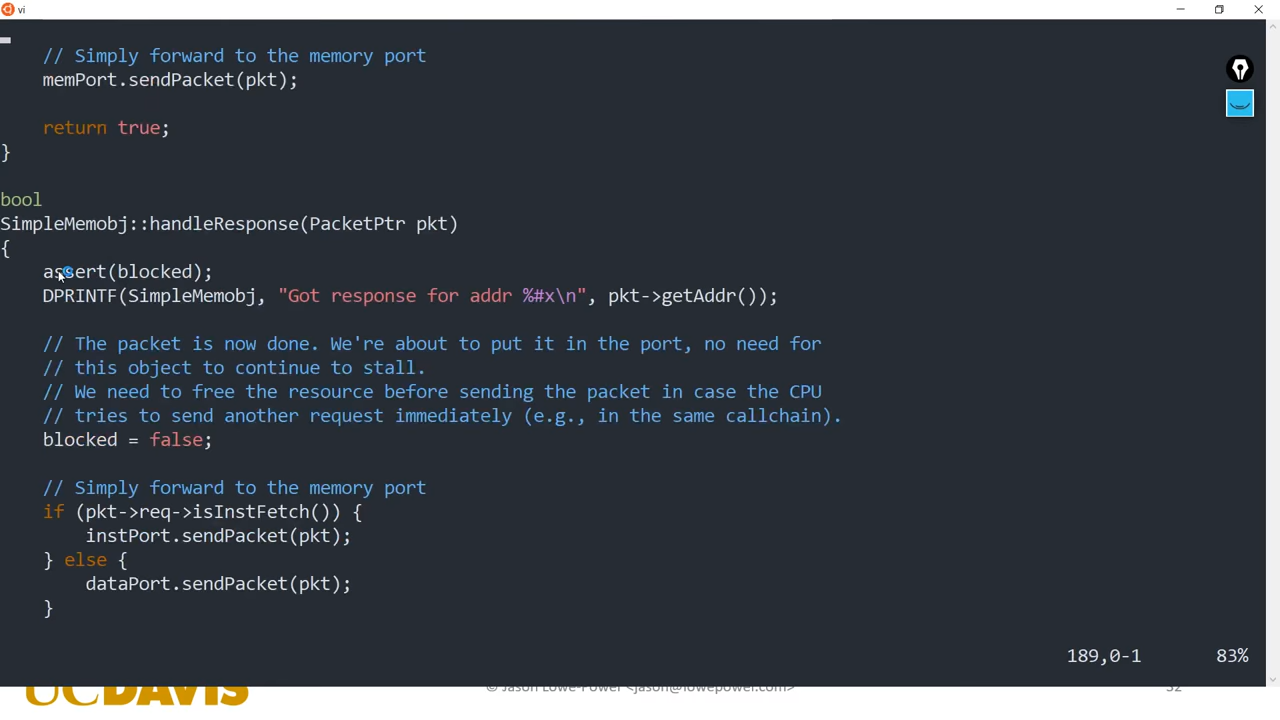 vi
// Simply forward to the memory port
memPort.sendPacket(pkt);
return true;
}
bool
SimpleMemobj::handleResponse(PacketPtr pkt)
{
assert(blocked);
DPRINTF(SimpleMemobj, "Got response for addr %#x\n", pkt->getAddr());
// The packet is now done. We're about to put it in the port, no need for
// this object to continue to stall.
// We need to free the resource before sending the packet in case the CPU
// tries to send another request immediately (e.g., in the same callchain).
blocked = false;
// Simply forward to the memory port
if (pkt->req->isInstFetch()) {
instPort.sendPacket(pkt);
} else {
dataPort.sendPacket(pkt);
}
189,0-1 83%
UCDAVIS © Jason Lowe-Power <jason@lowepower.com> 32